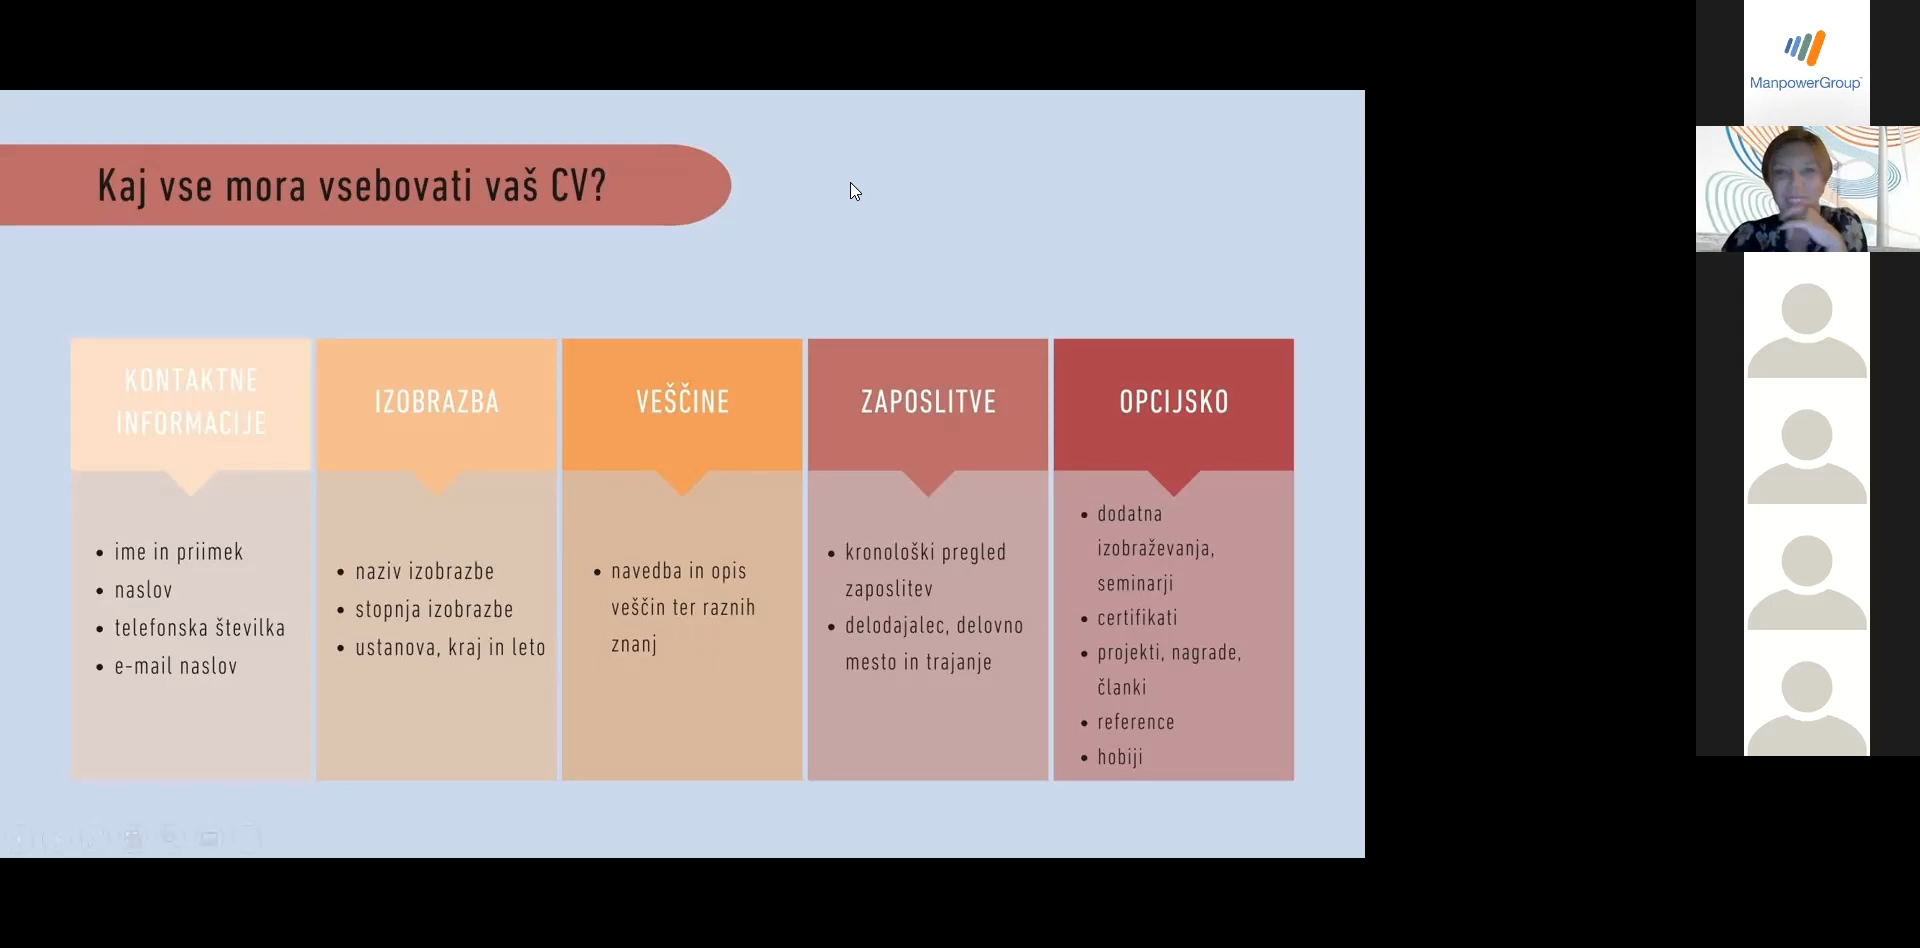 Kaj vse mora vsebovati vaš CV?
KONTAKTNE
INFORMACIJE
• ime in priimek
• naslov
• telefonska številka
• e-mail naslov
IZOBRAZBA
• naziv izobrazbe
• stopnja izobrazbe
• ustanova, kraj in leto
VEŠČINE
• navedba in opis
veščin ter raznih
znanj
ZAPOSLITVE
• kronološki pregled
zaposlitev
• delodajalec, delovno
mesto in trajanje
OPCIJSKO
• dodatna
izobraževanja,
seminarji
• certifikati
• projekti, nagrade,
članki
• reference
• hobiji
ManpowerGroup